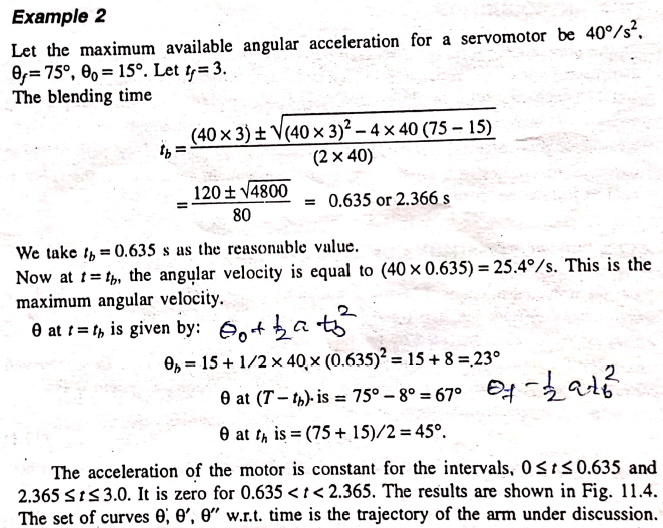 Example 2
Let the maximum available angular acceleration for a servomotor be 40°/s²,
θf = 75°, θ0 = 15°. Let tf = 3.
The blending time
tb = (40 × 3) ± √(40 × 3)² – 4 × 40 (75 – 15) / (2 × 40)
= 120 ± √4800 / 80 = 0.635 or 2.366 s
We take tb = 0.635 s as the reasonable value.
Now at t = tb, the angular velocity is equal to (40 × 0.635) = 25.4°/s. This is the
maximum angular velocity.
θ at t = tb is given by: θ0 + ½ a tb²
θb = 15 + 1/2 × 40 × (0.635)² = 15 + 8 = 23°
θ at (T – tb) is = 75° – 8° = 67° θf – ½ a tb²
θ at th is = (75 + 15)/2 = 45°.
The acceleration of the motor is constant for the intervals, 0 ≤ t ≤ 0.635 and
2.365 ≤ t ≤ 3.0. It is zero for 0.635 < t < 2.365. The results are shown in Fig. 11.4.
The set of curves θ, θ′, θ″ w.r.t. time is the trajectory of the arm under discussion.